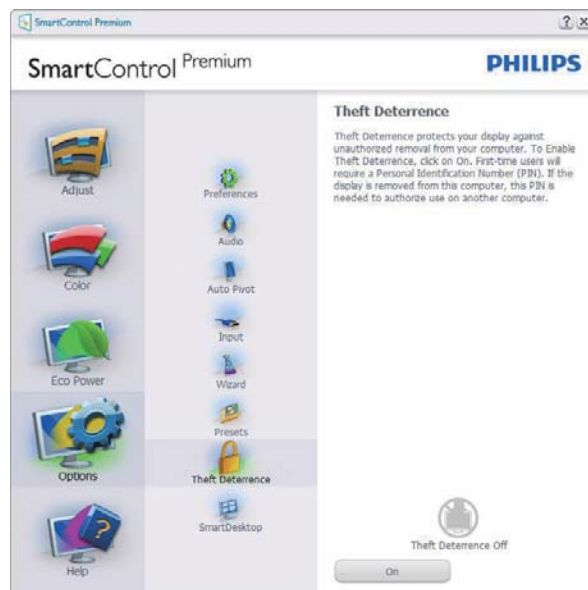 SmartControl Premium
SmartControl Premium
PHILIPS
Adjust
Color
Eco Power
Options
Help
Preferences
Audio
Auto Pivot
Input
Wizard
Presets
Theft Deterrence
SmartDesktop
Theft Deterrence
Theft Deterrence protects your display against
unauthorized removal from your computer. To Enable
Theft Deterrence, click on On. First-time users will
require a Personal Identification Number (PIN). If the
display is removed from this computer, this PIN is
needed to authorize use on another computer.
Theft Deterrence Off
On